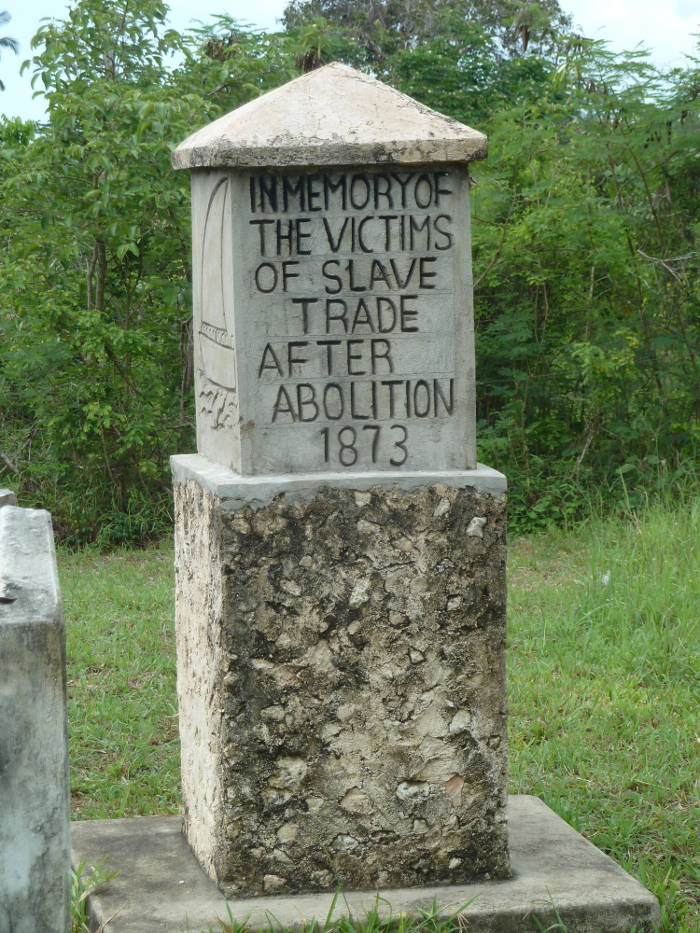 IN MEMORY OF
THE VICTIMS
OF SLAVE
TRADE
AFTER
ABOLITION
1873